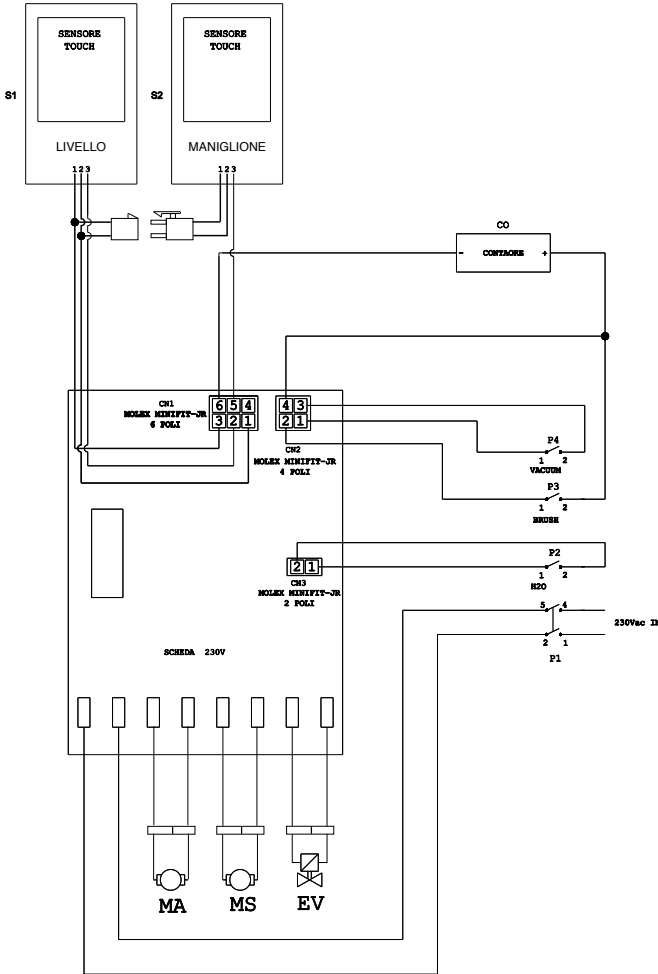 SENSORE
TOUCH
S1
LIVELLO
1 2 3
SENSORE
TOUCH
S2
MANIGLIONE
1 2 3
CO
- CONTAORE +
CN1
MOLEX MINIFIT-JR
6 POLI
6 5 4
3 2 1
4 3
2 1
CN2
MOLEX MINIFIT-JR
4 POLI
P4
1 2
VACUUM
P3
1 2
BRUSH
2 1
CN3
MOLEX MINIFIT-JR
2 POLI
P2
1 2
H2O
5 4
230Vac I
2 1
P1
SCHEDA 230V
MA
MS
EV